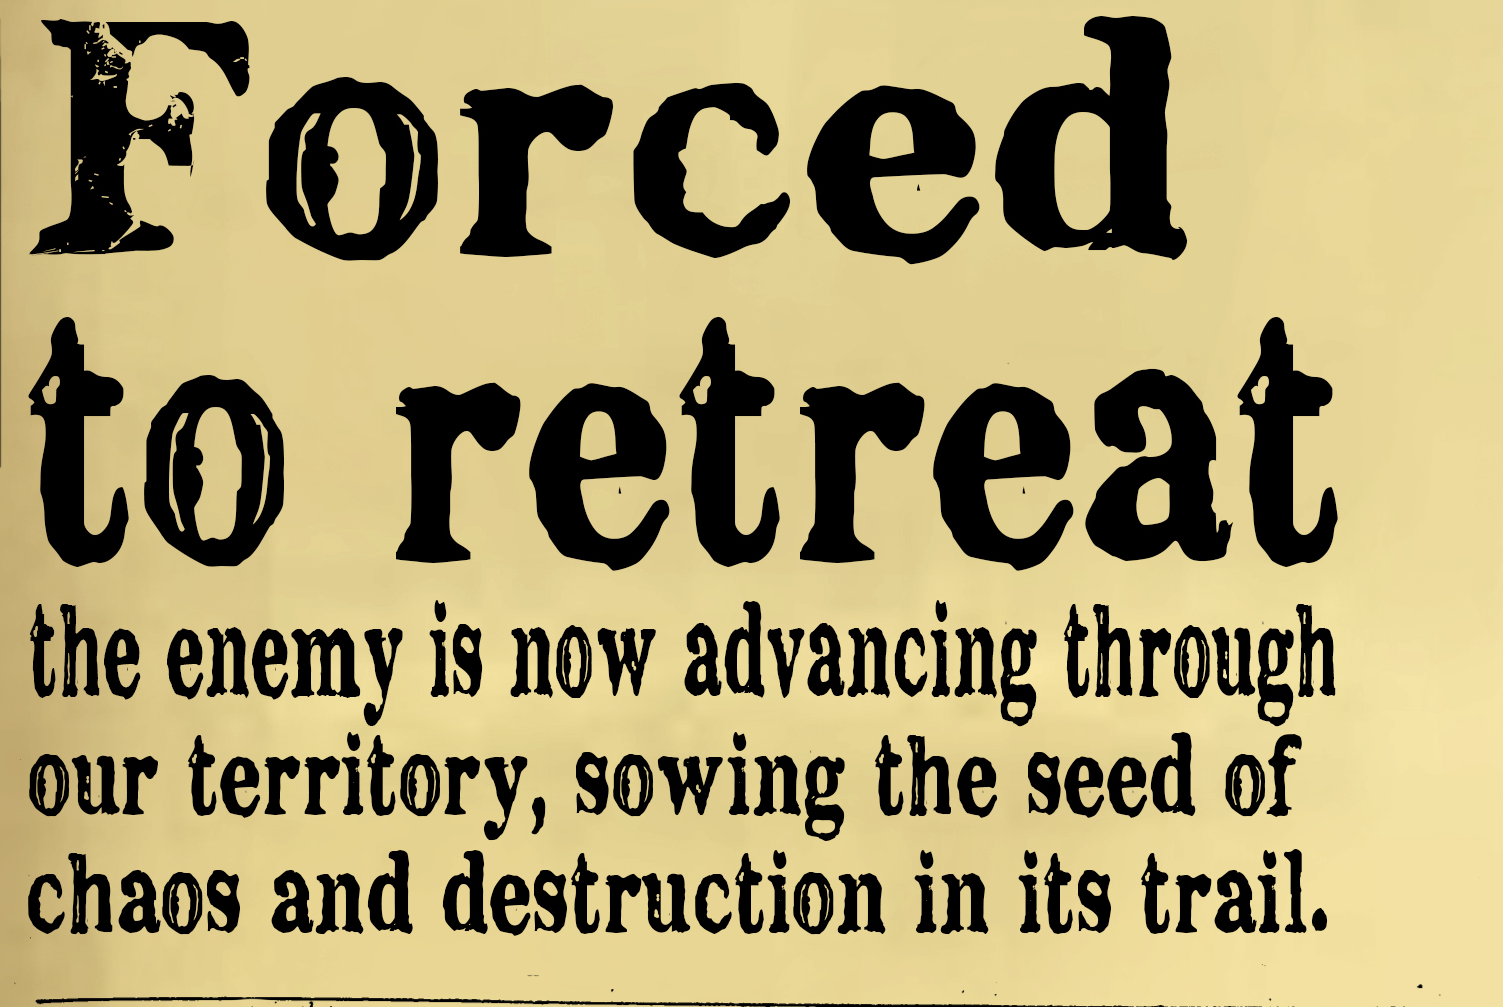 Forced
to retreat
the enemy is now advancing through
our territory, sowing the seed of
chaos and destruction in its trail.